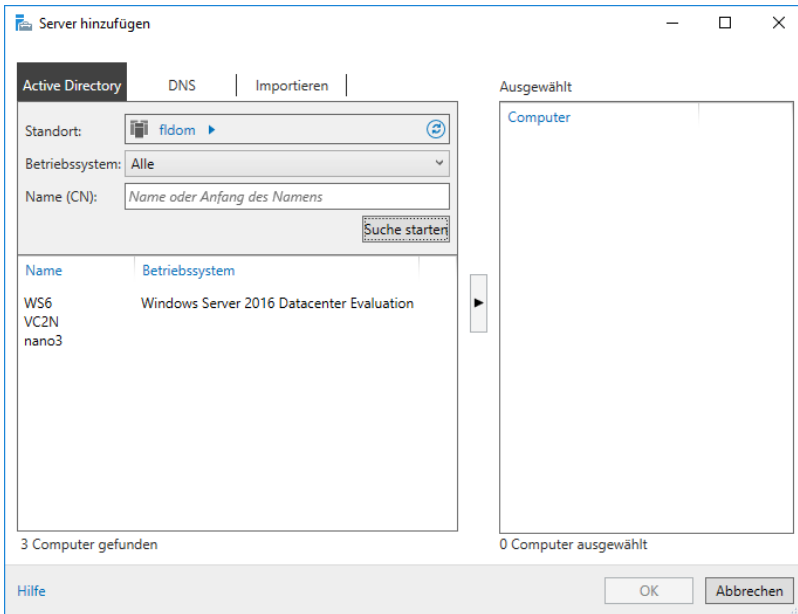 Server hinzufügen
Active Directory DNS Importieren
Standort: fldom
Betriebssystem: Alle
Name (CN): Name oder Anfang des Namens
Suche starten
Name Betriebssystem
WS6 Windows Server 2016 Datacenter Evaluation
VC2N
nano3
3 Computer gefunden
Ausgewählt
Computer
0 Computer ausgewählt
Hilfe
OK Abbrechen